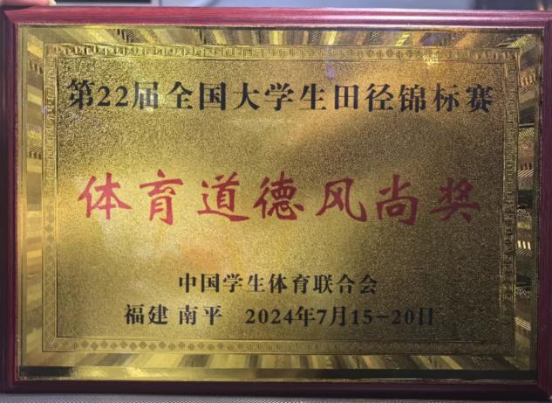 第22届全国大学生田径锦标赛
体育道德风尚奖
中国学生体育联合会
福建 南平 2024年7月15-20日